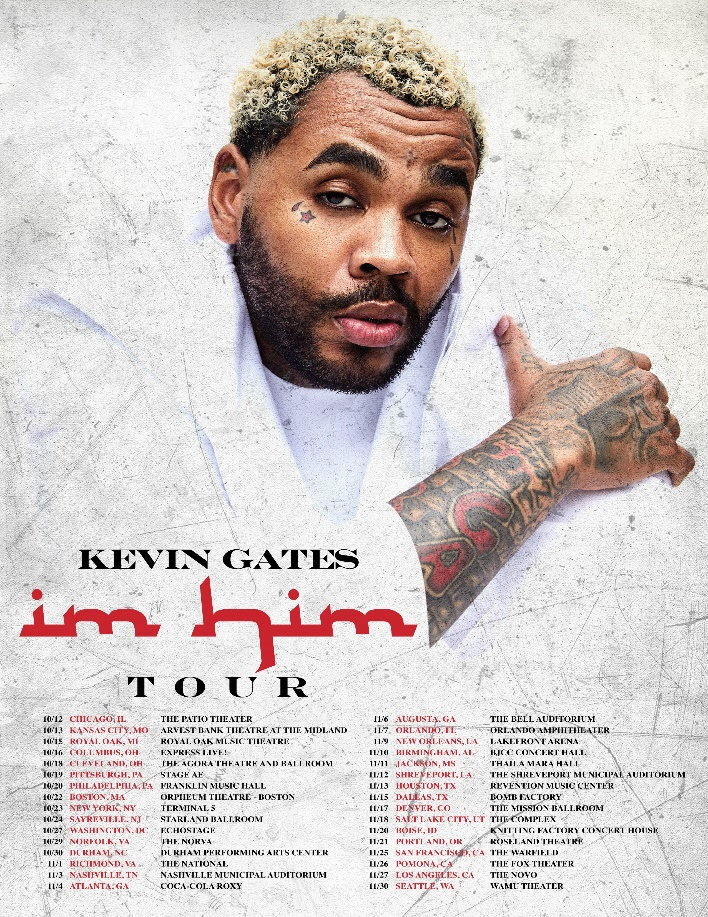 KEVIN GATES
im him
TOUR
10/12 CHICAGO, IL THE PATIO THEATER
10/13 KANSAS CITY, MO ARVEST BANK THEATRE AT THE MIDLAND
10/15 ROYAL OAK, MI ROYAL OAK MUSIC THEATRE
10/16 COLUMBUS, OH EXPRESS LIVE!
10/18 CLEVELAND, OH THE AGORA THEATRE AND BALLROOM
10/19 PITTSBURGH, PA STAGE AE
10/20 PHILADELPHIA, PA FRANKLIN MUSIC HALL
10/22 BOSTON, MA ORPHEUM THEATRE - BOSTON
10/23 NEW YORK, NY TERMINAL 5
10/24 SAYREVILLE, NJ STARLAND BALLROOM
10/27 WASHINGTON, DC ECHOSTAGE
10/29 NORFOLK, VA THE NORVA
10/30 DURHAM, NC DURHAM PERFORMING ARTS CENTER
11/1 RICHMOND, VA THE NATIONAL
11/3 NASHVILLE, TN NASHVILLE MUNICIPAL AUDITORIUM
11/4 ATLANTA, GA COCA-COLA ROXY
11/6 AUGUSTA, GA THE BELL AUDITORIUM
11/7 ORLANDO, FL ORLANDO AMPHITHEATER
11/9 NEW ORLEANS, LA LAKEFRONT ARENA
11/10 BIRMINGHAM, AL BJCC CONCERT HALL
11/11 JACKSON, MS THAILA MARA HALL
11/12 SHREVEPORT, LA THE SHREVEPORT MUNICIPAL AUDITORIUM
11/13 HOUSTON, TX REVENTION MUSIC CENTER
11/15 DALLAS, TX BOMB FACTORY
11/17 DENVER, CO THE MISSION BALLROOM
11/18 SALT LAKE CITY, UT THE COMPLEX
11/20 BOISE, ID KNITTING FACTORY CONCERT HOUSE
11/21 PORTLAND, OR ROSELAND THEATRE
11/25 SAN FRANCISCO, CA THE WARFIELD
11/26 POMONA, CA THE FOX THEATER
11/27 LOS ANGELES, CA THE NOVO
11/30 SEATTLE, WA WAMU THEATER